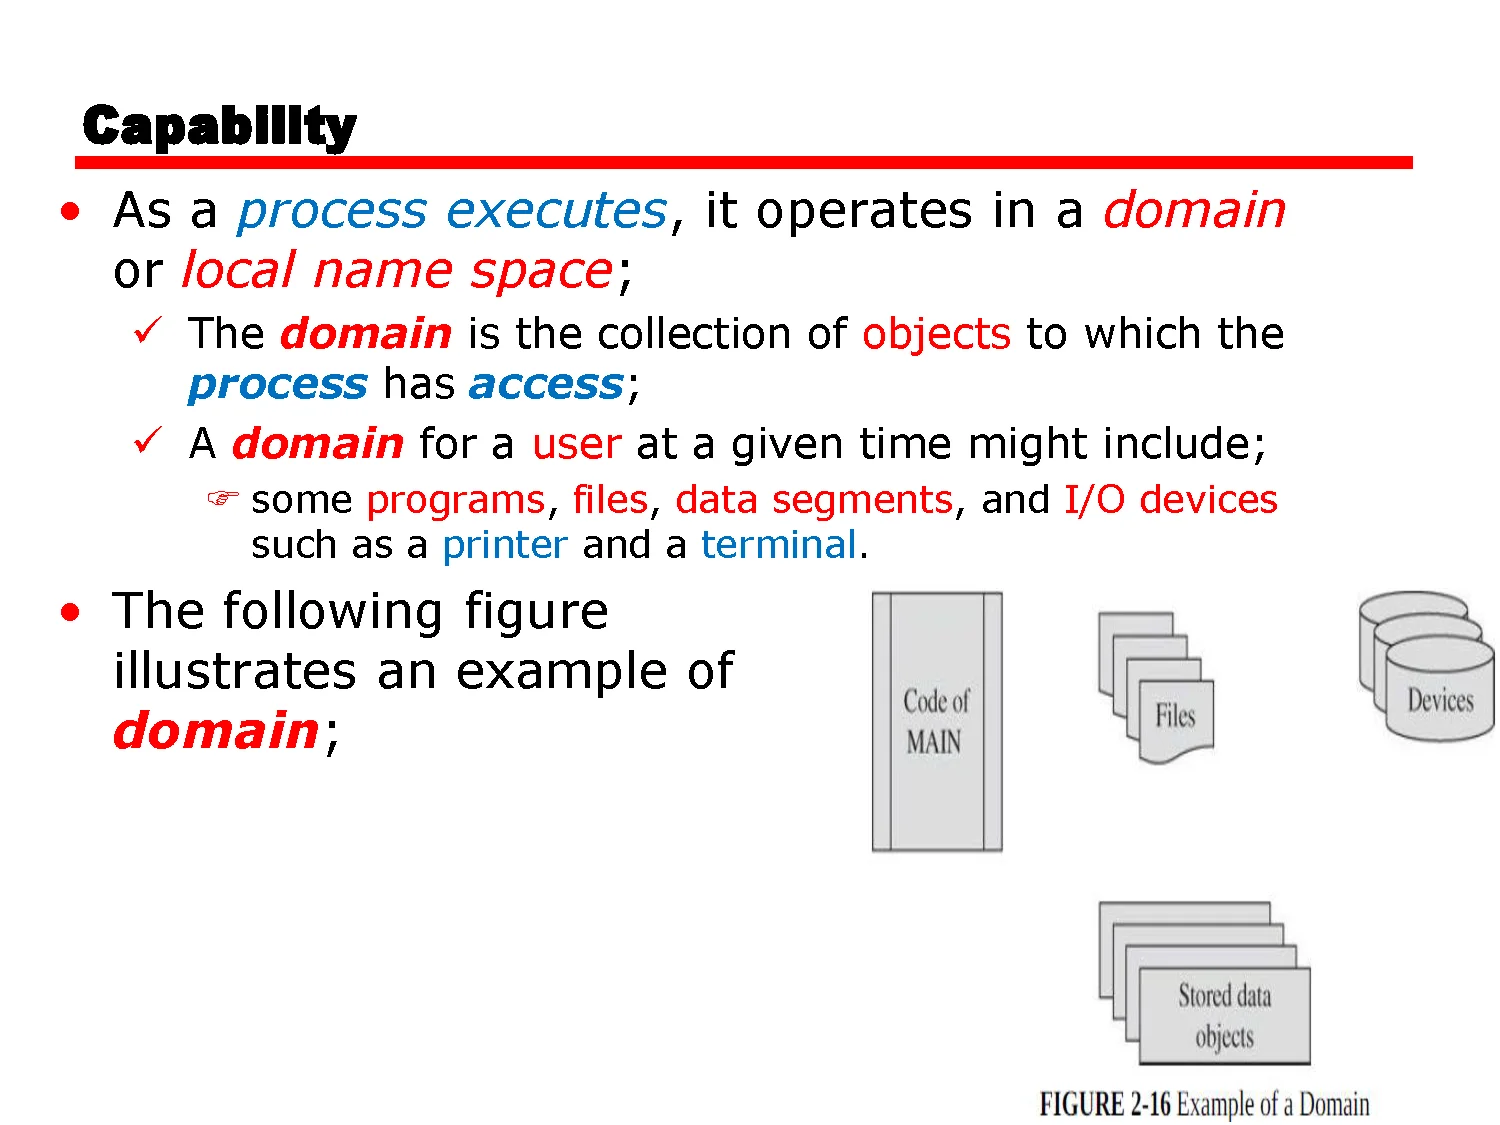 Capability
• As a process executes, it operates in a domain
or local name space;
✓ The domain is the collection of objects to which the
process has access;
✓ A domain for a user at a given time might include;
☞ some programs, files, data segments, and I/O devices
such as a printer and a terminal.
• The following figure
illustrates an example of
domain;
Code of
MAIN
Files
Devices
Stored data
objects
FIGURE 2-16 Example of a Domain